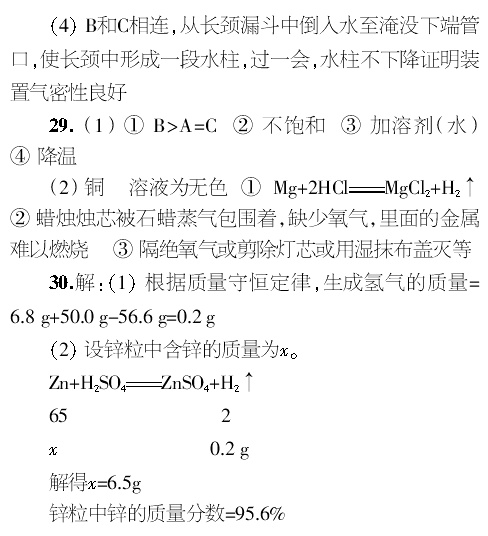 (4) B和C相连,从长颈漏斗中倒入水至淹没下端管
口,使长颈中形成一段水柱,过一会,水柱不下降证明装
置气密性良好
29.(1)① B>A=C ② 不饱和 ③ 加溶剂(水)
④ 降温
(2) 铜 溶液为无色 ① Mg+2HCl═MgCl₂+H₂↑
② 蜡烛烛芯被石蜡蒸气包围着,缺少氧气,里面的金属
难以燃烧 ③ 隔绝氧气或剪除灯芯或用湿抹布盖灭等
30.解:(1) 根据质量守恒定律,生成氢气的质量=
6.8 g+50.0 g-56.6 g=0.2 g
(2) 设锌粒中含锌的质量为x。
Zn+H₂SO₄═ZnSO₄+H₂↑
65 2
x 0.2 g
解得x=6.5g
锌粒中锌的质量分数=95.6%